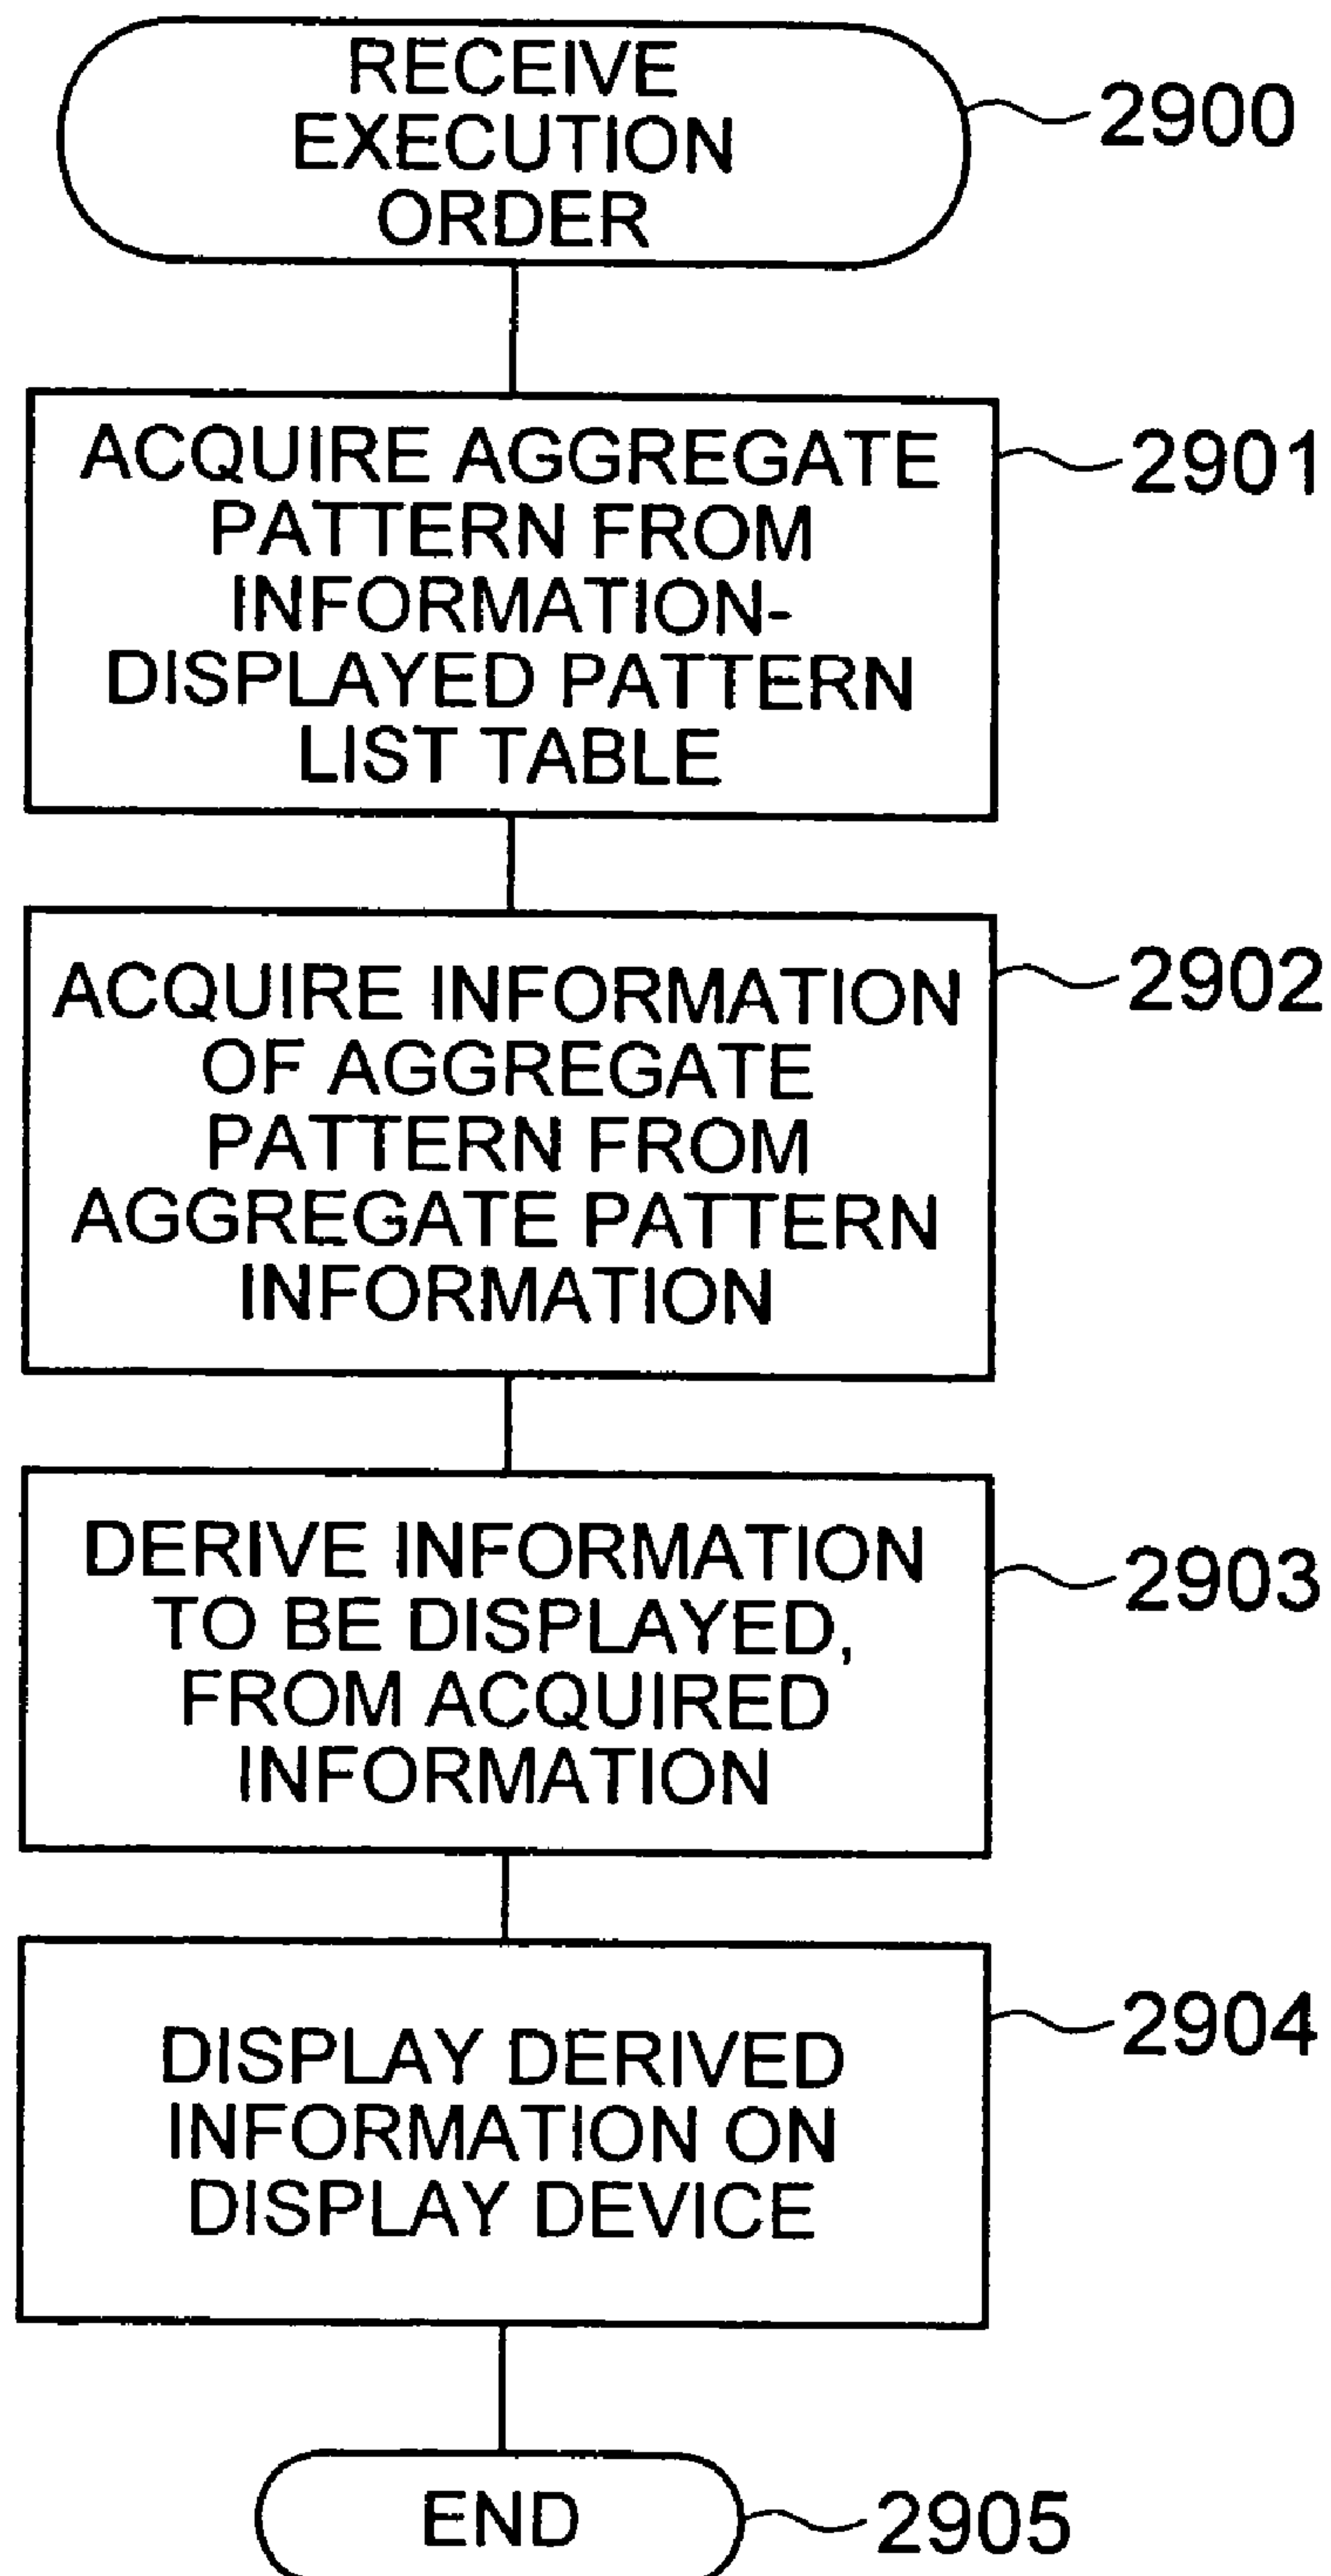 RECEIVE
EXECUTION
ORDER
2900
ACQUIRE AGGREGATE
PATTERN FROM
INFORMATION-
DISPLAYED PATTERN
LIST TABLE
2901
ACQUIRE INFORMATION
OF AGGREGATE
PATTERN FROM
AGGREGATE PATTERN
INFORMATION
2902
DERIVE INFORMATION
TO BE DISPLAYED,
FROM ACQUIRED
INFORMATION
2903
DISPLAY DERIVED
INFORMATION ON
DISPLAY DEVICE
2904
END
2905